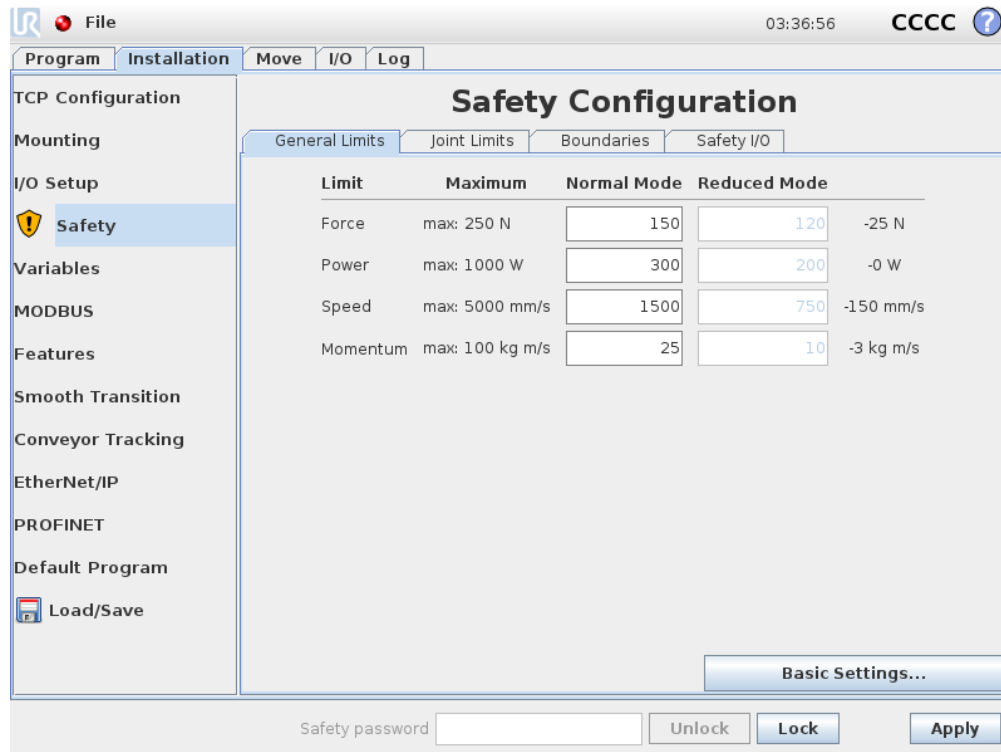 UR File 03:36:56 CCCC ?
Program Installation Move I/O Log
TCP Configuration
Mounting
I/O Setup
Safety
Variables
MODBUS
Features
Smooth Transition
Conveyor Tracking
EtherNet/IP
PROFINET
Default Program
Load/Save
Safety Configuration
General Limits Joint Limits Boundaries Safety I/O
Limit Maximum Normal Mode Reduced Mode
Force max: 250 N 150 120 -25 N
Power max: 1000 W 300 200 -0 W
Speed max: 5000 mm/s 1500 750 -150 mm/s
Momentum max: 100 kg m/s 25 10 -3 kg m/s
Basic Settings...
Safety password Unlock Lock Apply